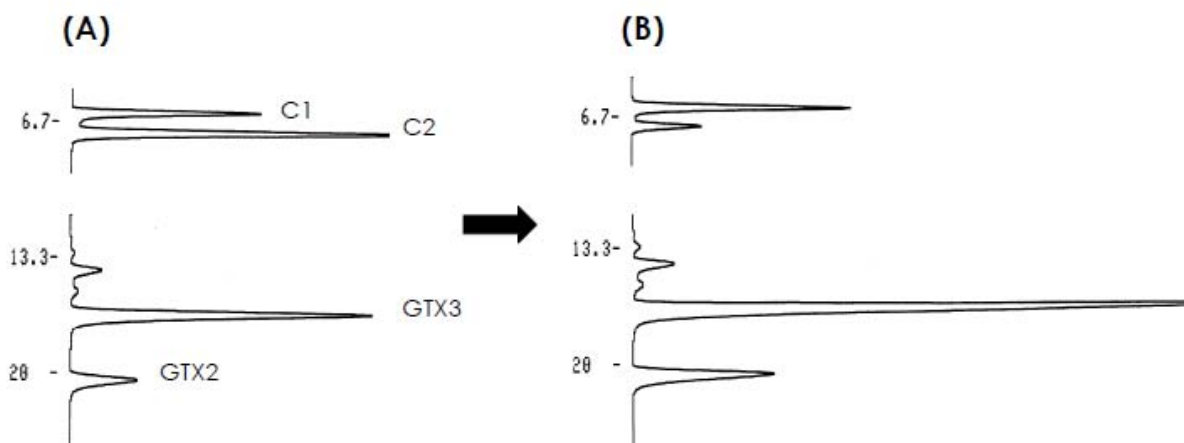 (A)
6.7-
C1
C2
13.3-
GTX3
20 -
GTX2
(B)
6.7-
13.3-
20 -